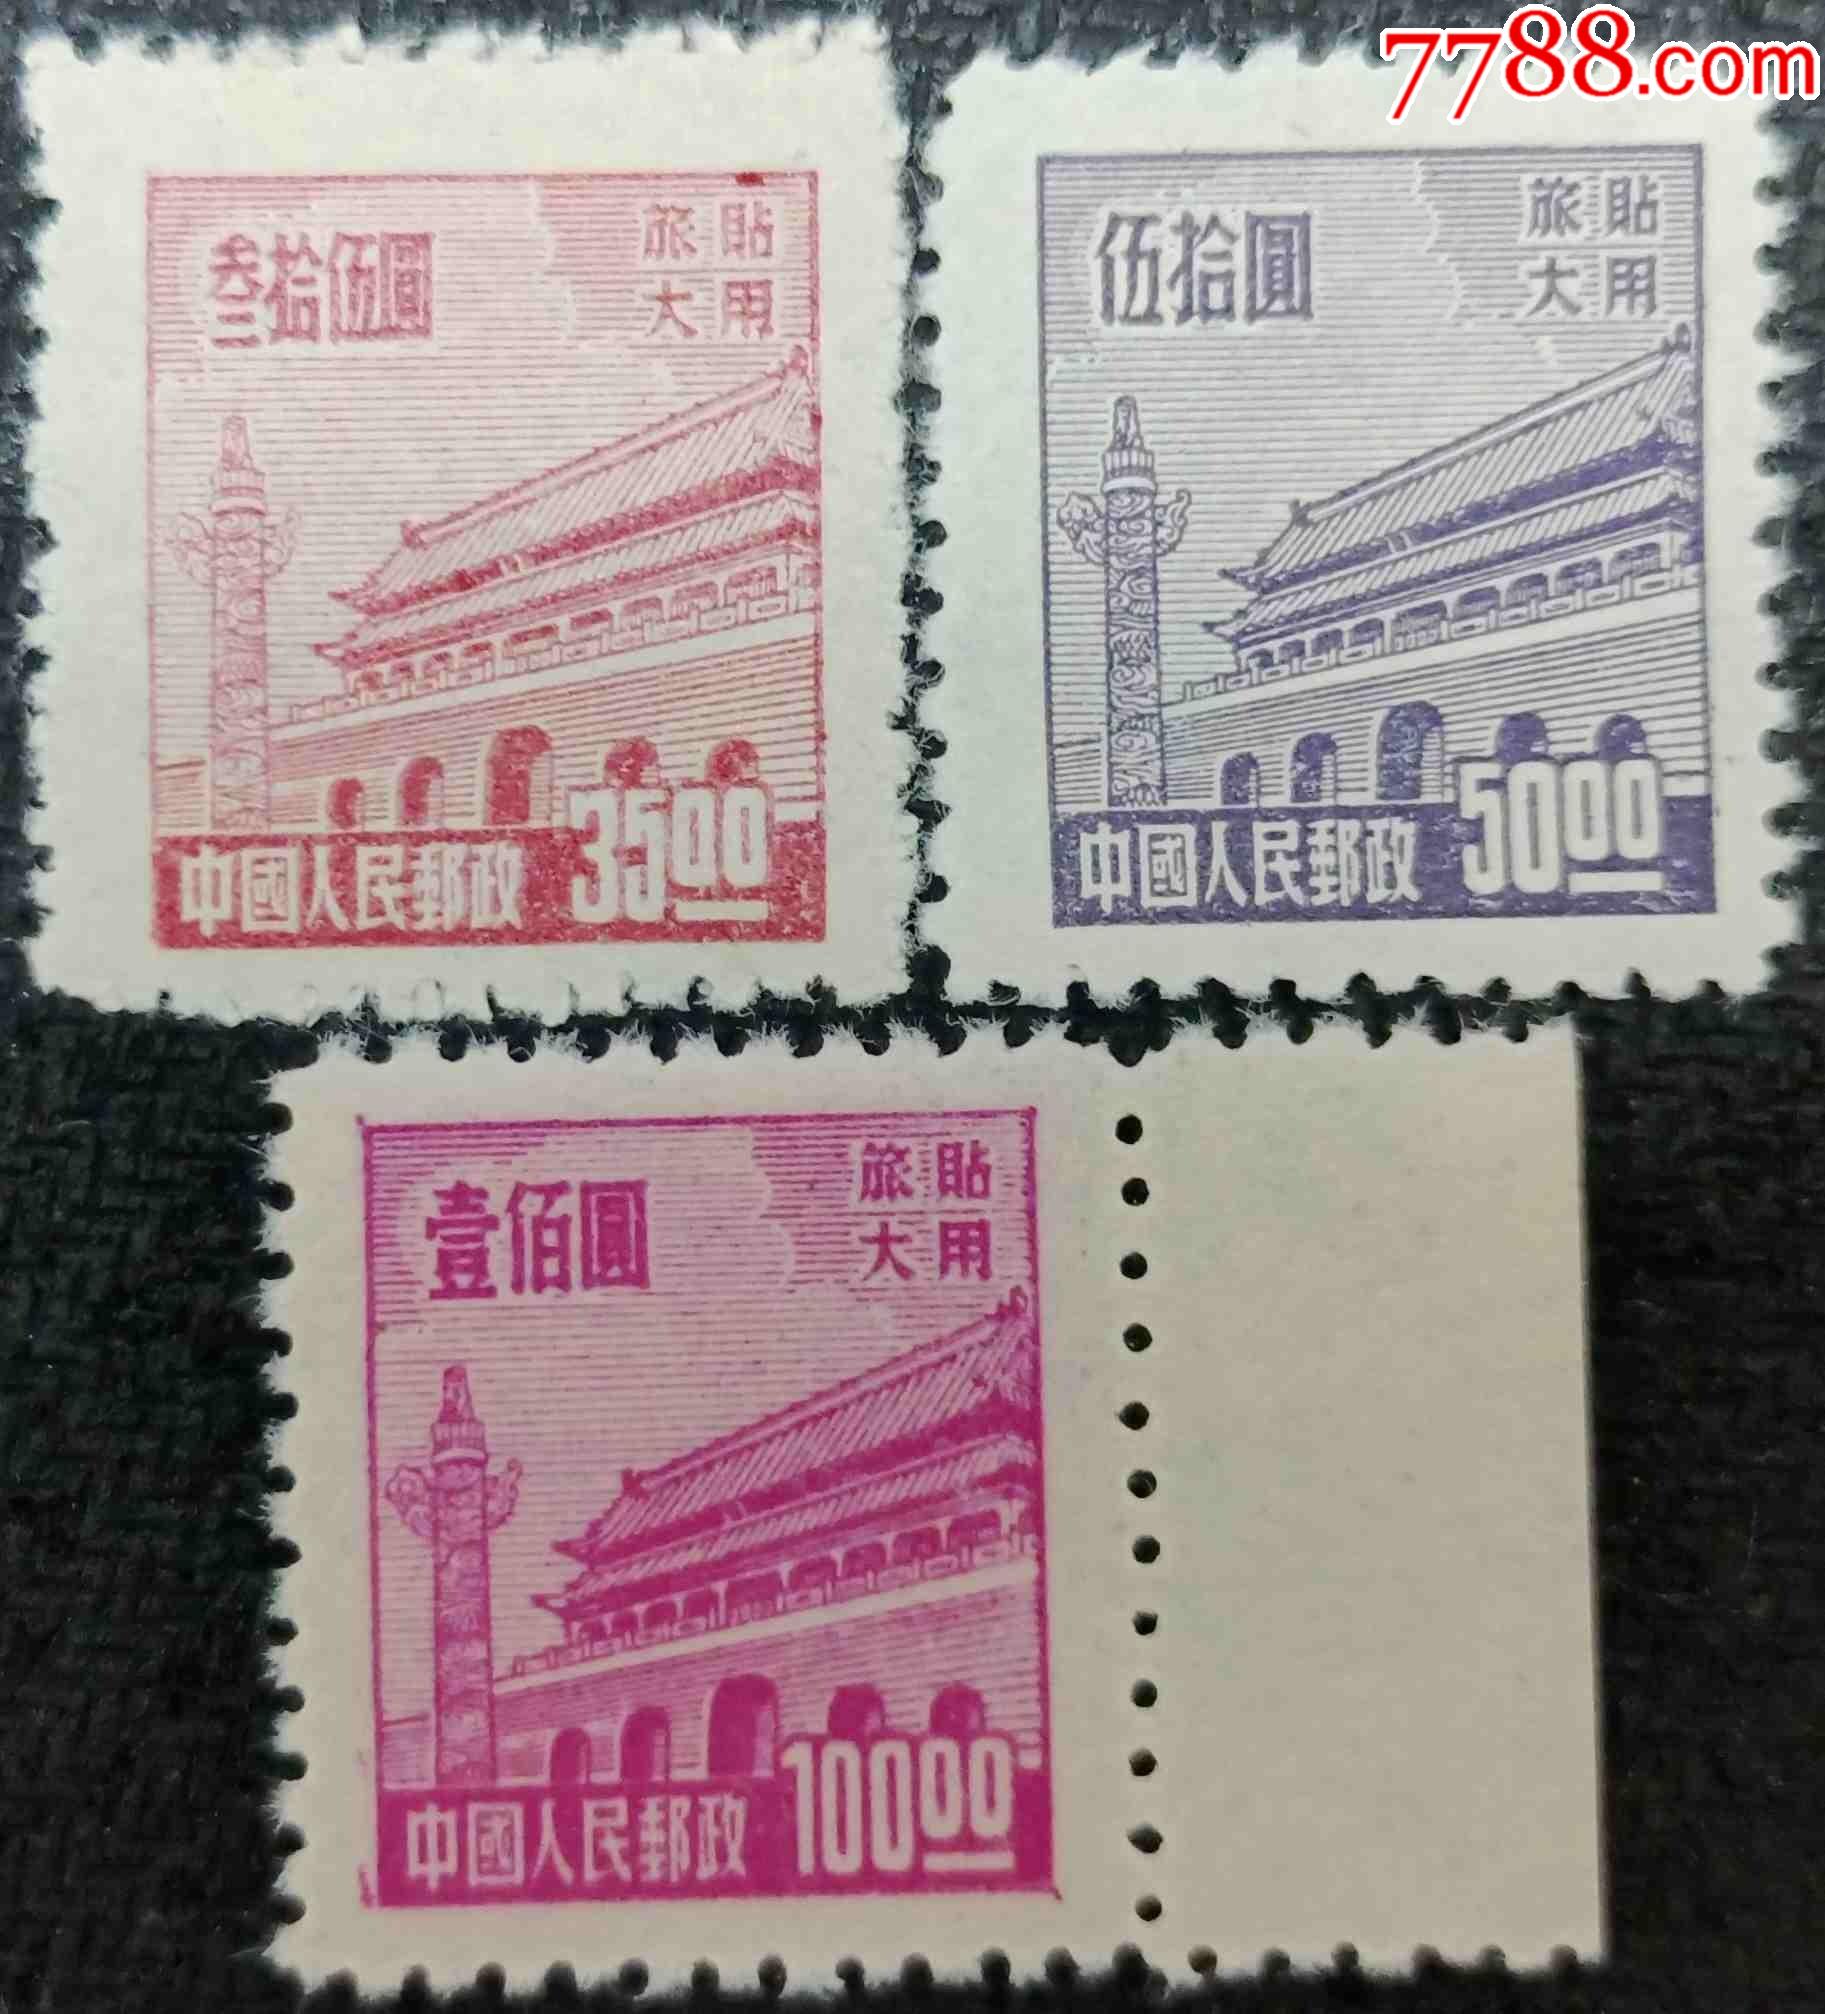 7788.com
叁拾伍圓
旅貼
大用
中國人民郵政 3500
伍拾圓
旅貼
大用
中國人民郵政 5000
壹佰圓
旅貼
大用
中國人民郵政 10000